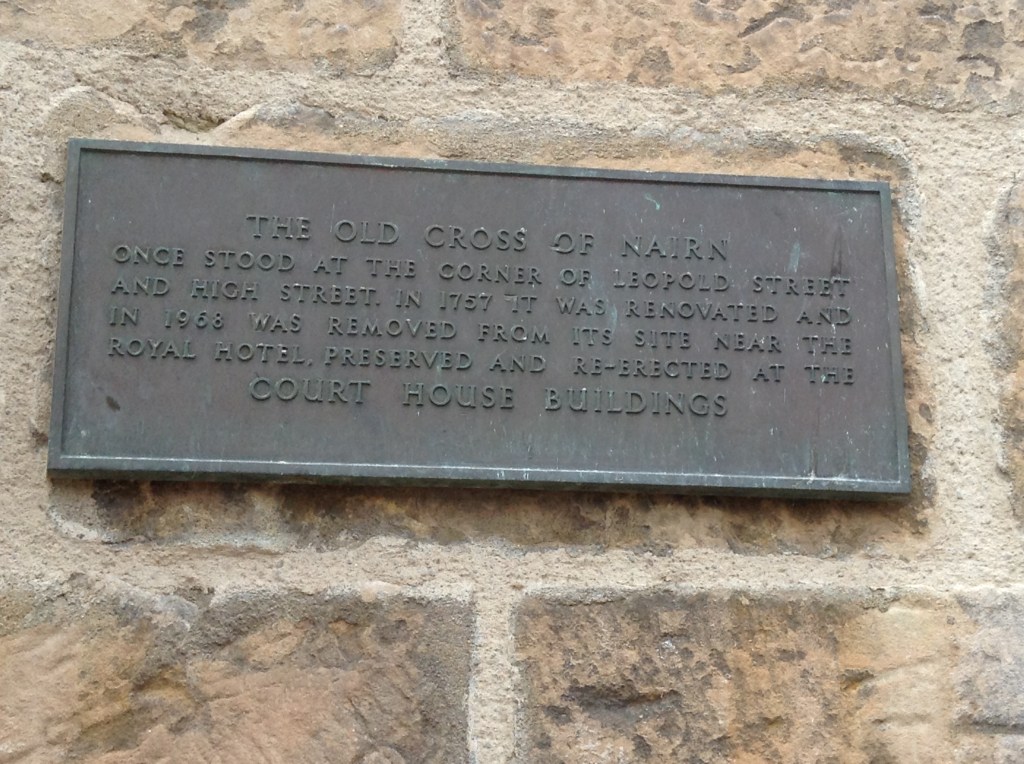 THE OLD CROSS OF NAIRN
ONCE STOOD AT THE CORNER OF LEOPOLD STREET
AND HIGH STREET. IN 1757 IT WAS RENOVATED AND
IN 1968 WAS REMOVED FROM ITS SITE NEAR THE
ROYAL HOTEL, PRESERVED AND RE-ERECTED AT THE
COURT HOUSE BUILDINGS